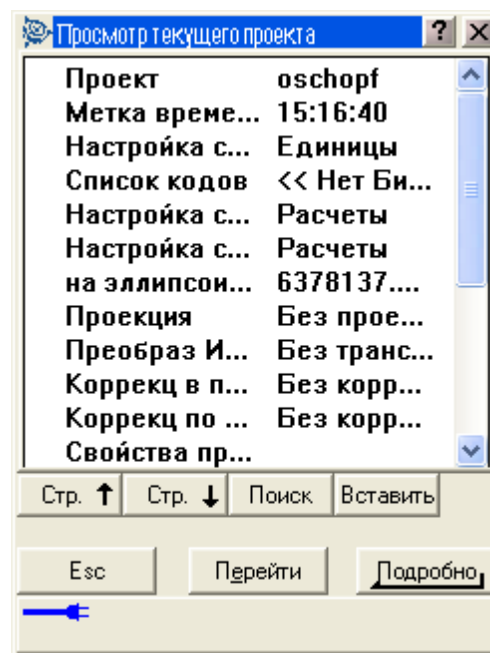 Просмотр текущего проекта ? X
Проект oschopf
Метка време... 15:16:40
Настройка с... Единицы
Список кодов << Нет Би...
Настройка с... Расчеты
Настройка с... Расчеты
на эллипсои... 6378137....
Проекция Без прое...
Преобраз И... Без транс...
Коррекц в п... Без корр...
Коррекц по ... Без корр...
Свойства пр...
Стр. ↑ Стр. ↓ Поиск Вставить
Esc Перейти Подробно